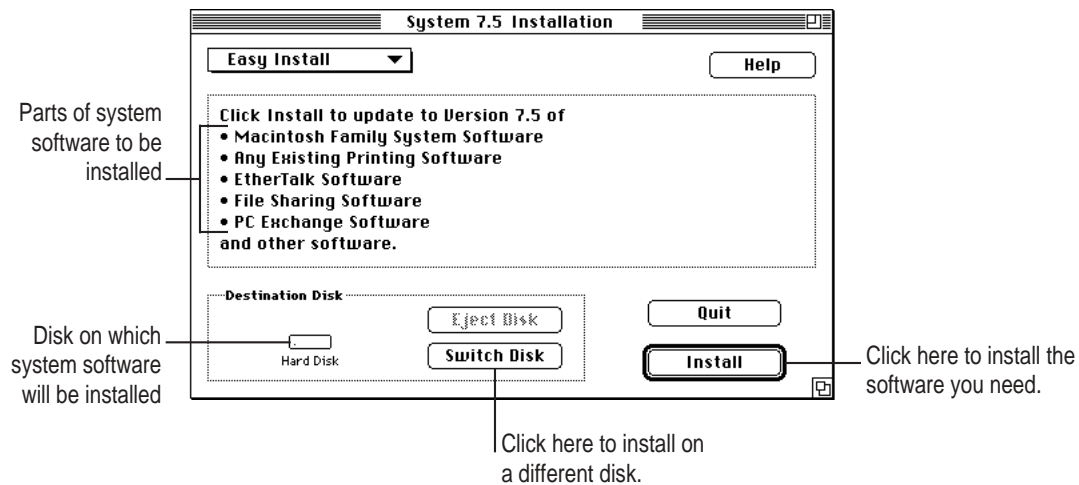 System 7.5 Installation
Easy Install
Help
Parts of system
software to be
installed
Click Install to update to Version 7.5 of
• Macintosh Family System Software
• Any Existing Printing Software
• EtherTalk Software
• File Sharing Software
• PC Exchange Software
and other software.
Destination Disk
Disk on which
system software
will be installed
Hard Disk
Eject Disk
Switch Disk
Quit
Install
Click here to install the
software you need.
Click here to install on
a different disk.